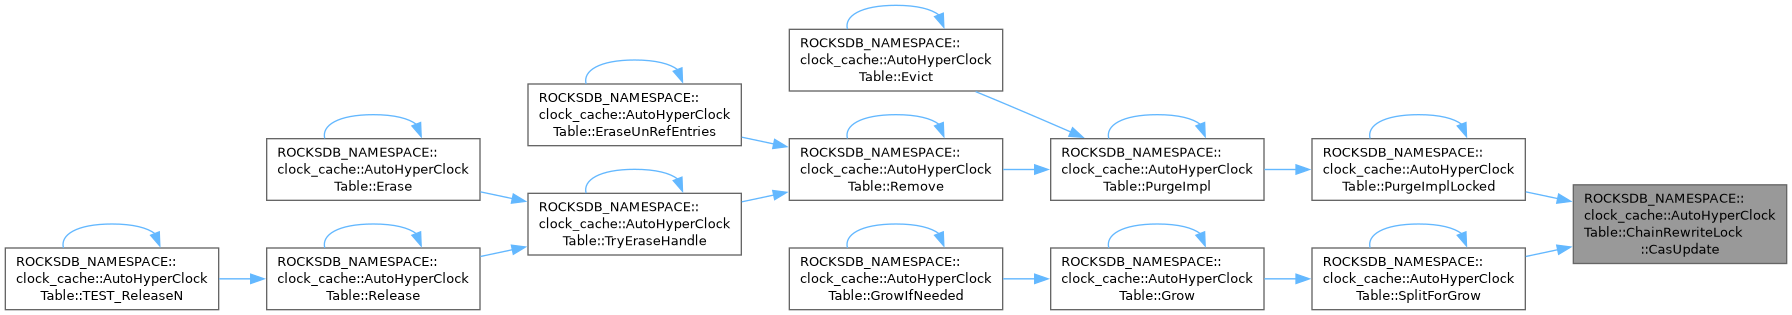 ROCKSDB_NAMESPACE::
clock_cache::AutoHyperClock
Table::Evict
ROCKSDB_NAMESPACE::
clock_cache::AutoHyperClock
Table::EraseUnRefEntries
ROCKSDB_NAMESPACE::
clock_cache::AutoHyperClock
Table::Erase
ROCKSDB_NAMESPACE::
clock_cache::AutoHyperClock
Table::Remove
ROCKSDB_NAMESPACE::
clock_cache::AutoHyperClock
Table::PurgeImpl
ROCKSDB_NAMESPACE::
clock_cache::AutoHyperClock
Table::PurgeImplLocked
ROCKSDB_NAMESPACE::
clock_cache::AutoHyperClock
Table::ChainRewriteLock
::CasUpdate
ROCKSDB_NAMESPACE::
clock_cache::AutoHyperClock
Table::TryEraseHandle
ROCKSDB_NAMESPACE::
clock_cache::AutoHyperClock
Table::TEST_ReleaseN
ROCKSDB_NAMESPACE::
clock_cache::AutoHyperClock
Table::Release
ROCKSDB_NAMESPACE::
clock_cache::AutoHyperClock
Table::GrowIfNeeded
ROCKSDB_NAMESPACE::
clock_cache::AutoHyperClock
Table::Grow
ROCKSDB_NAMESPACE::
clock_cache::AutoHyperClock
Table::SplitForGrow